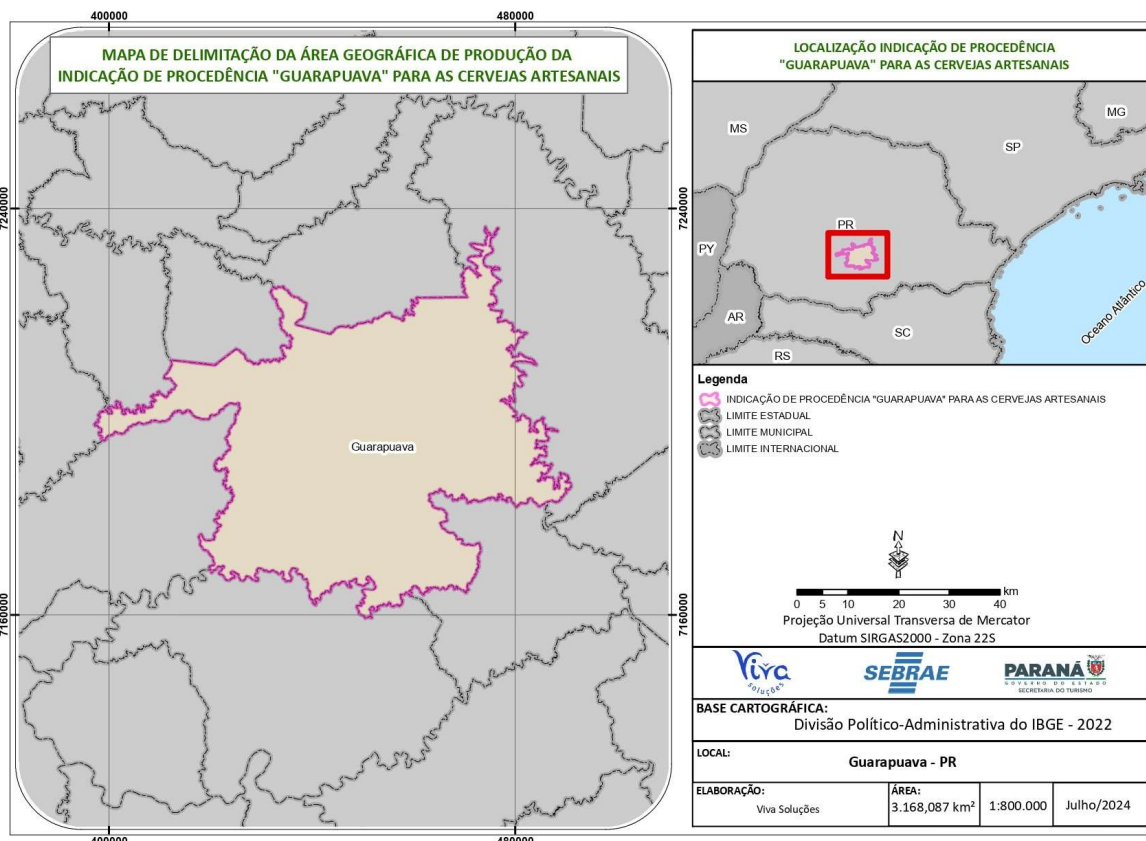 400000
480000
MAPA DE DELIMITAÇÃO DA ÁREA GEOGRÁFICA DE PRODUÇÃO DA
INDICAÇÃO DE PROCEDÊNCIA "GUARAPUAVA" PARA AS CERVEJAS ARTESANAIS
7240000
7240000
Guarapuava
7160000
7160000
400000
480000
LOCALIZAÇÃO INDICAÇÃO DE PROCEDÊNCIA
"GUARAPUAVA" PARA AS CERVEJAS ARTESANAIS
MS
MG
SP
PR
PY
AR
SC
RS
Oceano Atlântico
Legenda
INDICAÇÃO DE PROCEDÊNCIA "GUARAPUAVA" PARA AS CERVEJAS ARTESANAIS
LIMITE ESTADUAL
LIMITE MUNICIPAL
LIMITE INTERNACIONAL
N
km
0 5 10 20 30 40
Projeção Universal Transversa de Mercator
Datum SIRGAS2000 - Zona 22S
Viva
soluções
SEBRAE
PARANÁ
GOVERNO DO ESTADO
SECRETARIA DO TURISMO
BASE CARTOGRÁFICA:
Divisão Político-Administrativa do IBGE - 2022
LOCAL:
Guarapuava - PR
ELABORAÇÃO:
Viva Soluções
ÁREA:
3.168,087 km²
1:800.000
Julho/2024